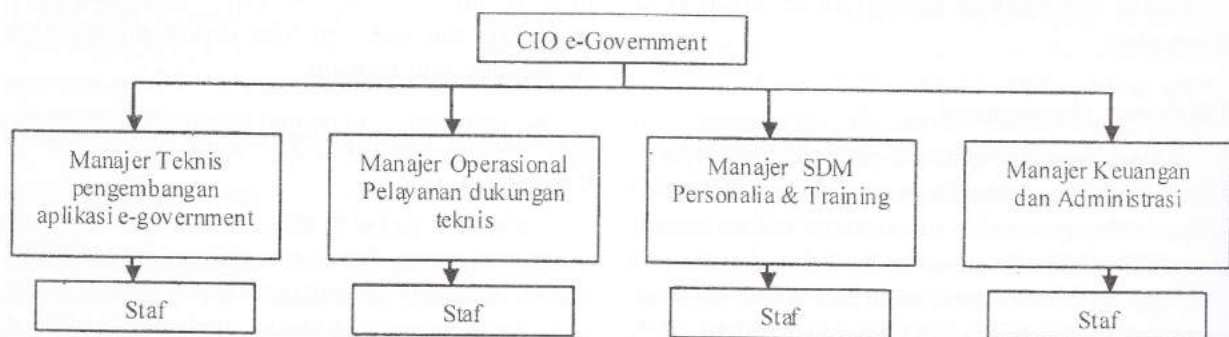 CIO e-Government
Manajer Teknis
pengembangan
aplikasi e-government
Manajer Operasional
Pelayanan dukungan
teknis
Manajer SDM
Personalia & Training
Manajer Keuangan
dan Administrasi
Staf
Staf
Staf
Staf